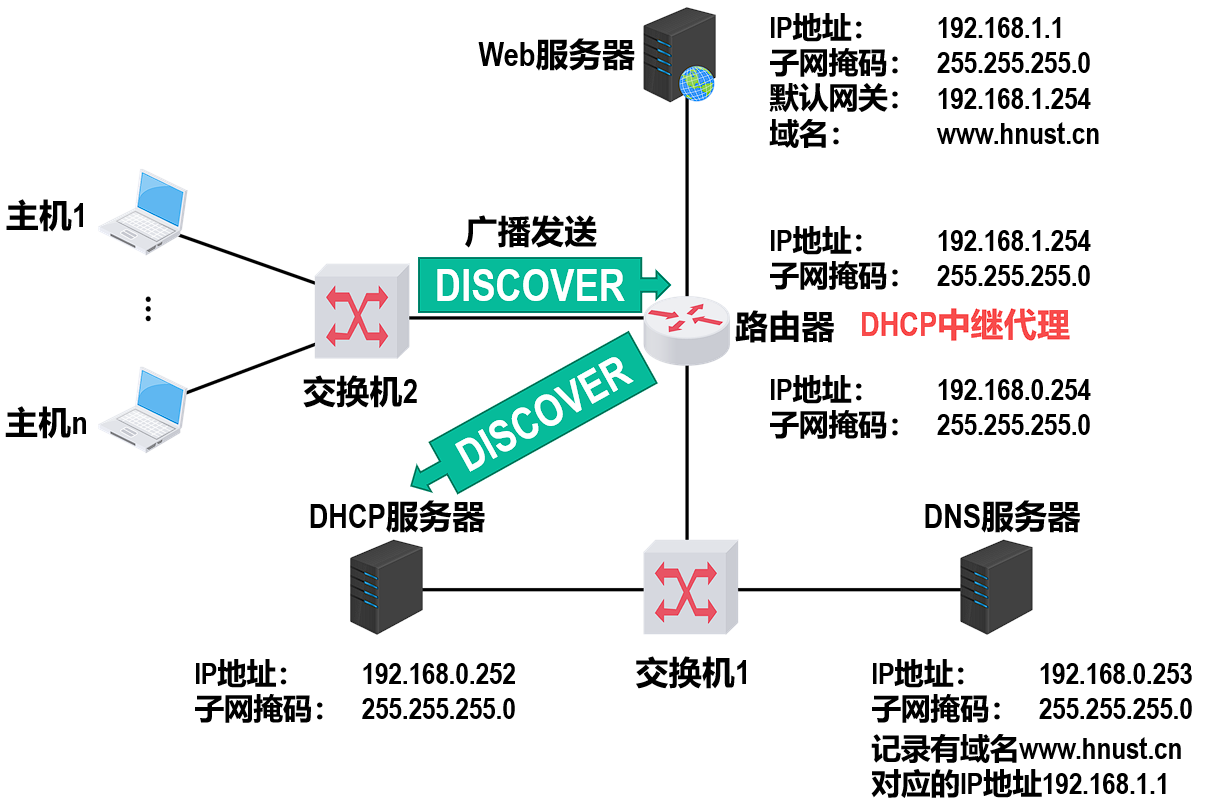 Web服务器
IP地址： 192.168.1.1
子网掩码： 255.255.255.0
默认网关： 192.168.1.254
域名： www.hnust.cn
主机1
广播发送
DISCOVER
IP地址： 192.168.1.254
子网掩码： 255.255.255.0
路由器 DHCP中继代理
交换机2
DISCOVER
IP地址： 192.168.0.254
子网掩码： 255.255.255.0
主机n
DHCP服务器
DNS服务器
IP地址： 192.168.0.252
子网掩码： 255.255.255.0
交换机1
IP地址： 192.168.0.253
子网掩码： 255.255.255.0
记录有域名www.hnust.cn
对应的IP地址192.168.1.1